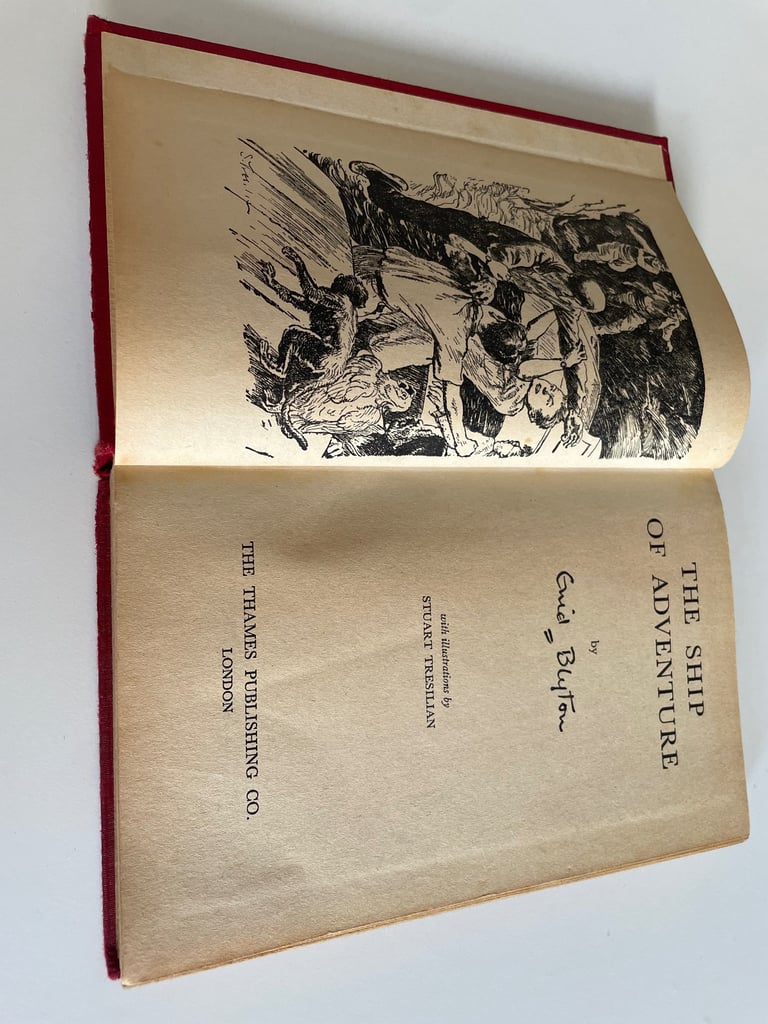 THE SHIP
OF ADVENTURE
by
Enid Blyton
with illustrations by
STUART TRESILIAN
THE THAMES PUBLISHING CO.
LONDON